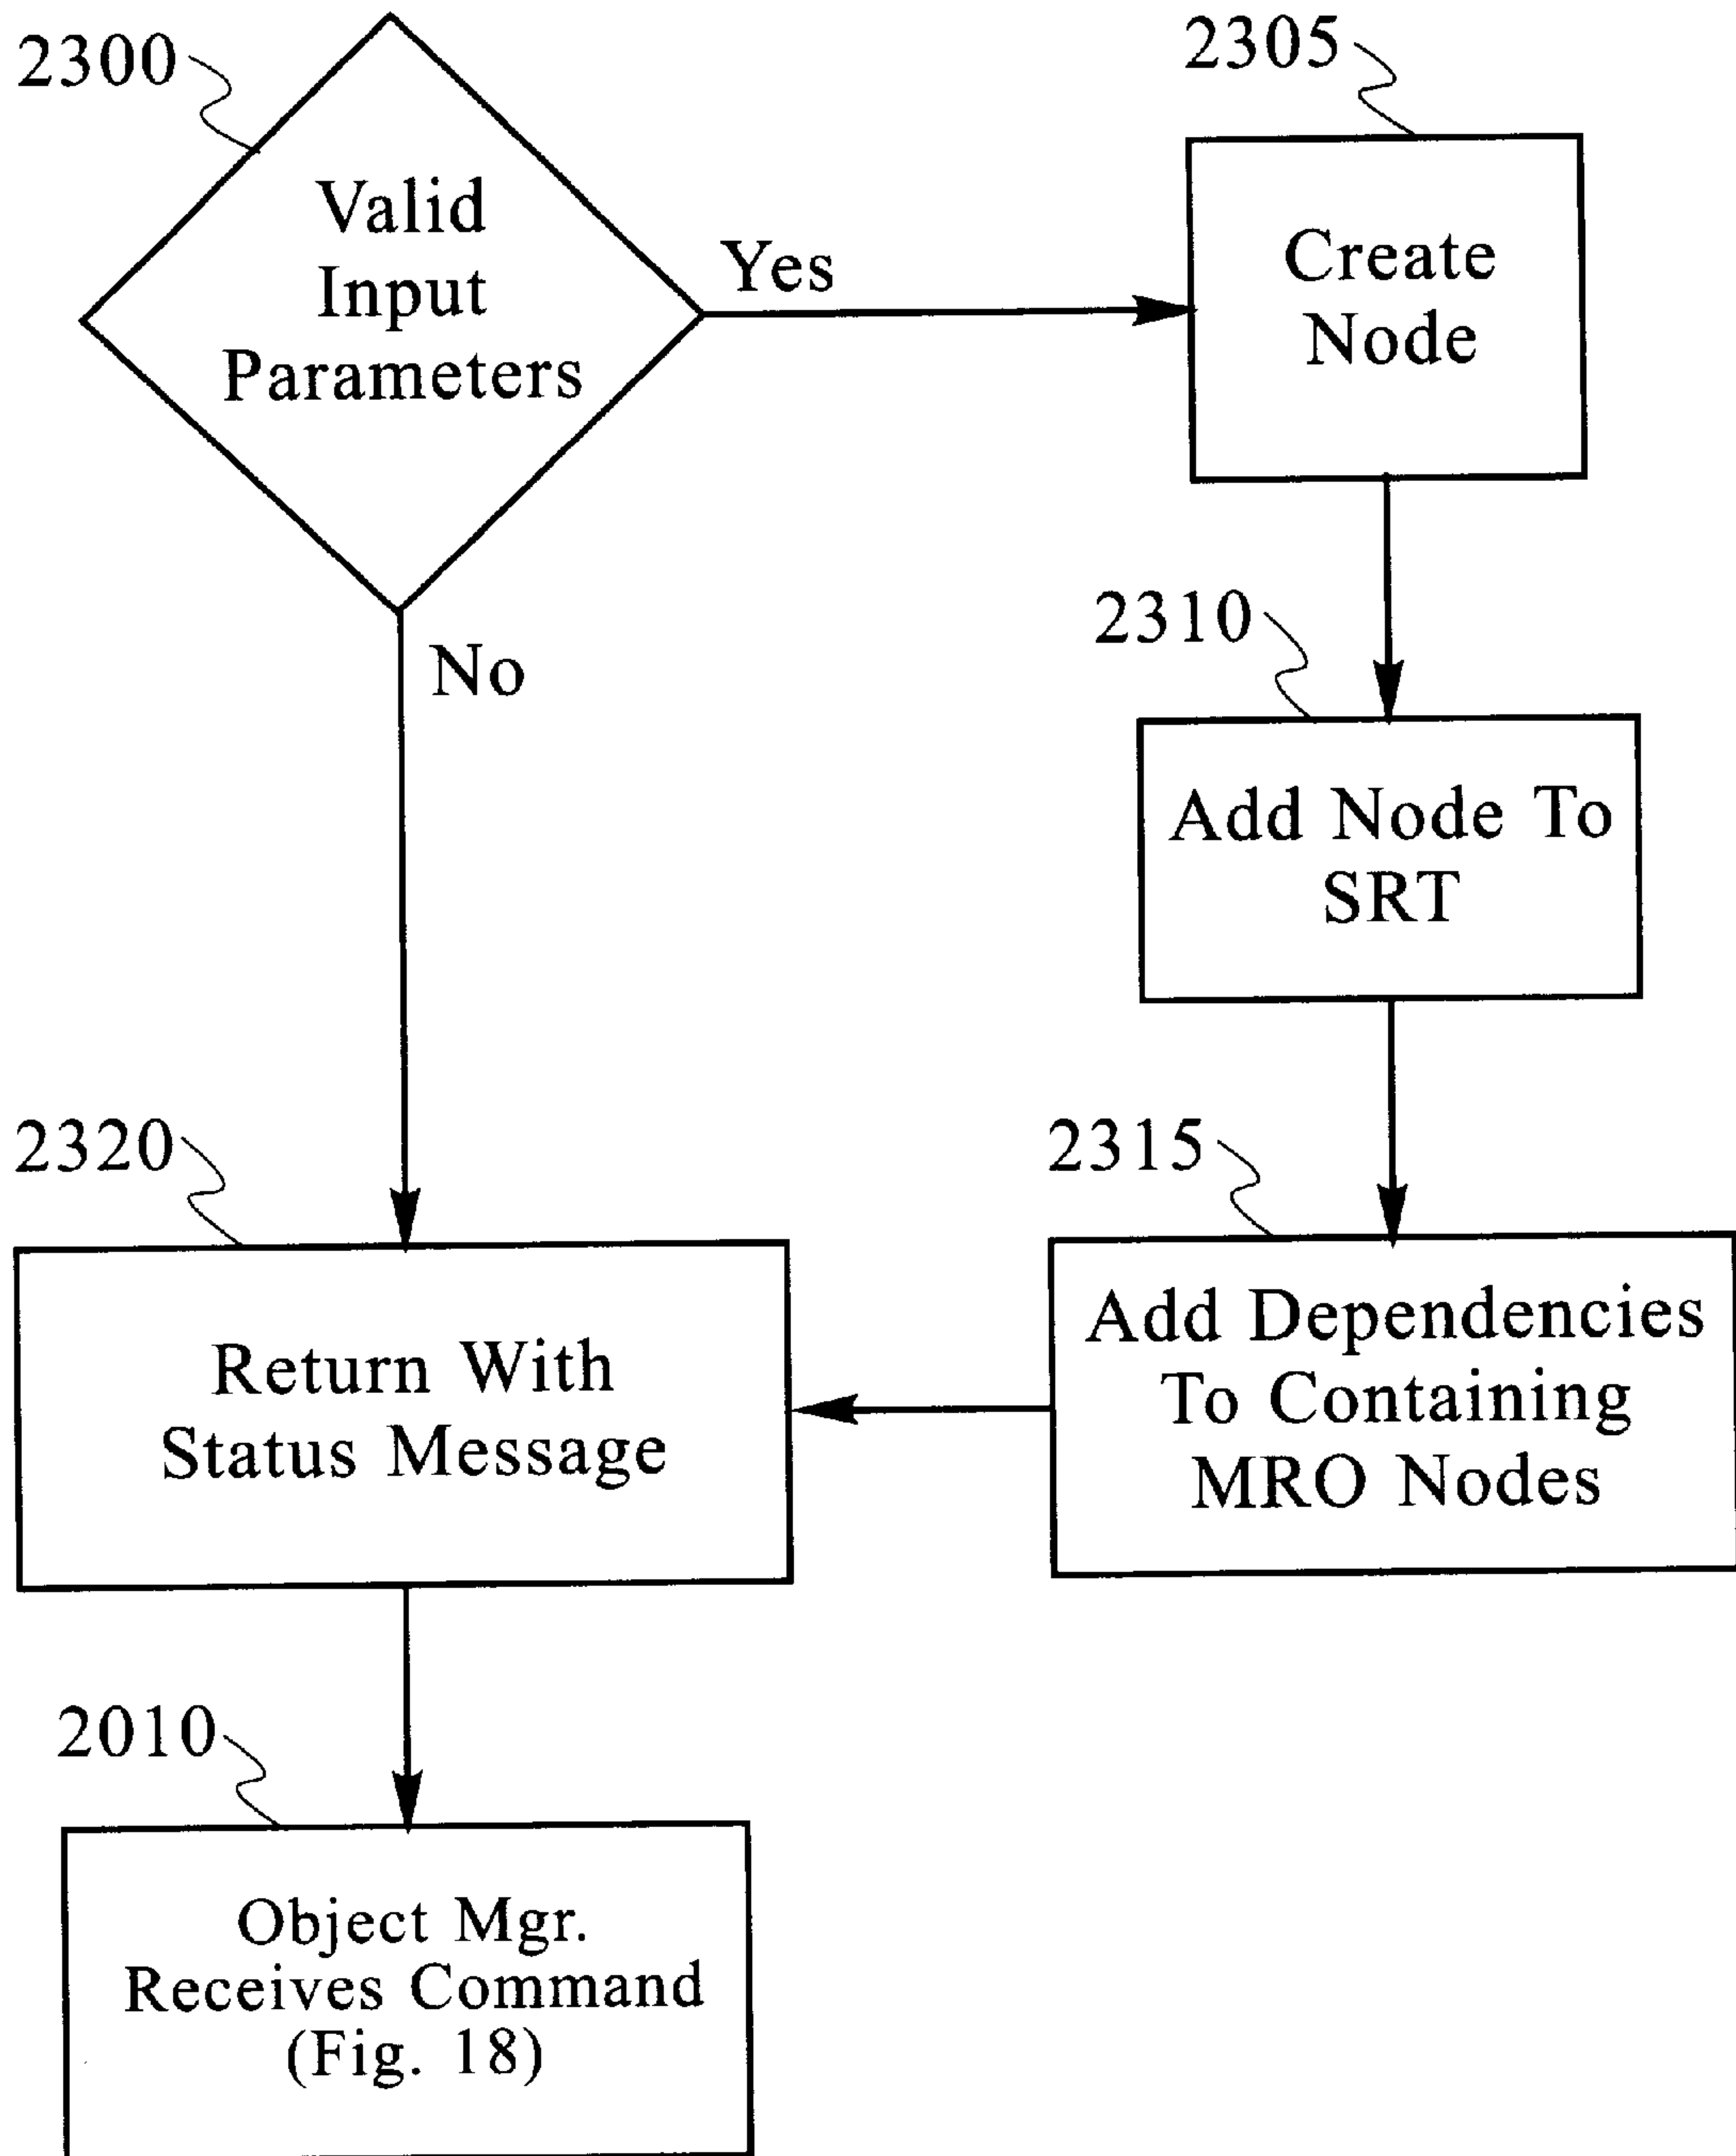 2300
Valid
Input
Parameters
Yes
2305
Create
Node
No
2310
Add Node To
SRT
2320
Return With
Status Message
2315
Add Dependencies
To Containing
MRO Nodes
2010
Object Mgr.
Receives Command
(Fig. 18)